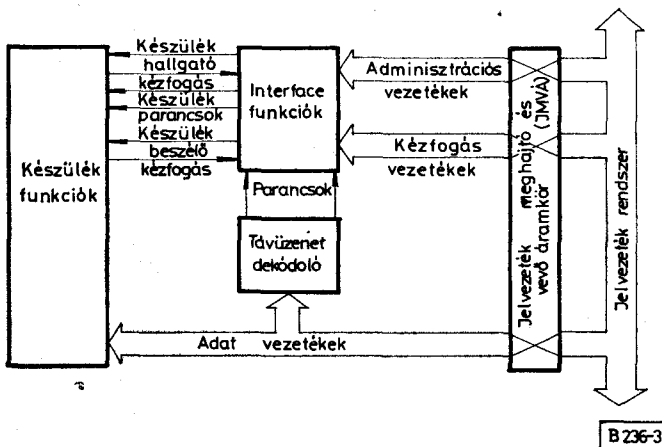 Készülék
hallgató
kézfogás
Készülék
parancsok
Készülék
beszélő
kézfogás
Készülék
funkciók
Interface
funkciók
Parancsok
Távüzenet
dekódoló
Adminisztrációs
vezetékek
Kézfogás
vezetékek
Adat vezetékek
Jelvezeték meghajtó és
vevő áramkör (JMVÁ)
Jelvezeték rendszer
B 236-3